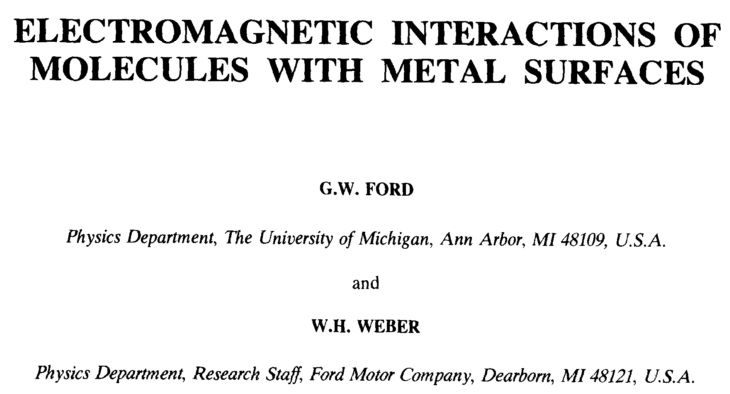 ELECTROMAGNETIC INTERACTIONS OF
MOLECULES WITH METAL SURFACES
G.W. FORD
Physics Department, The University of Michigan, Ann Arbor, MI 48109, U.S.A.
and
W.H. WEBER
Physics Department, Research Staff, Ford Motor Company, Dearborn, MI 48121, U.S.A.